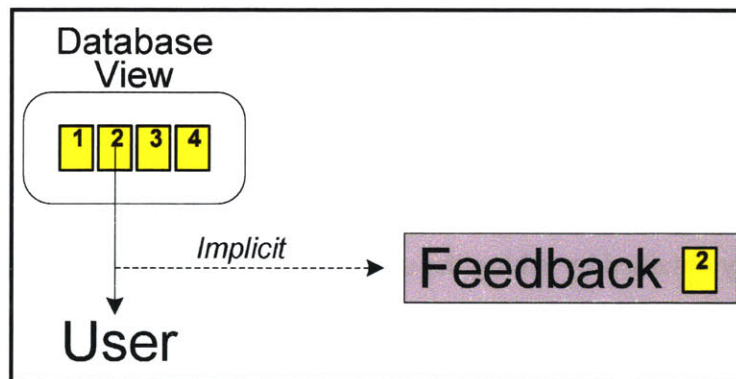 Database
View
1 2 3 4
Implicit
Feedback 2
User